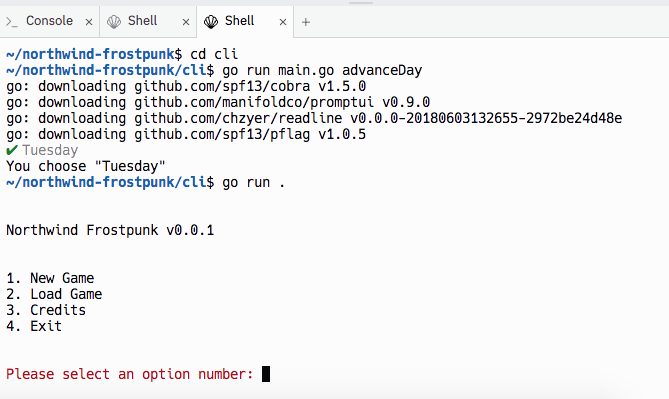 Console
Shell
Shell
~/northwind-frostpunk$ cd cli
~/northwind-frostpunk/cli$ go run main.go advanceDay
go: downloading github.com/spf13/cobra v1.5.0
go: downloading github.com/manifoldco/promptui v0.9.0
go: downloading github.com/chzyer/readline v0.0.0-20180603132655-2972be24d48e
go: downloading github.com/spf13/pflag v1.0.5
✔ Tuesday
You choose "Tuesday"
~/northwind-frostpunk/cli$ go run .
Northwind Frostpunk v0.0.1
1. New Game
2. Load Game
3. Credits
4. Exit
Please select an option number: